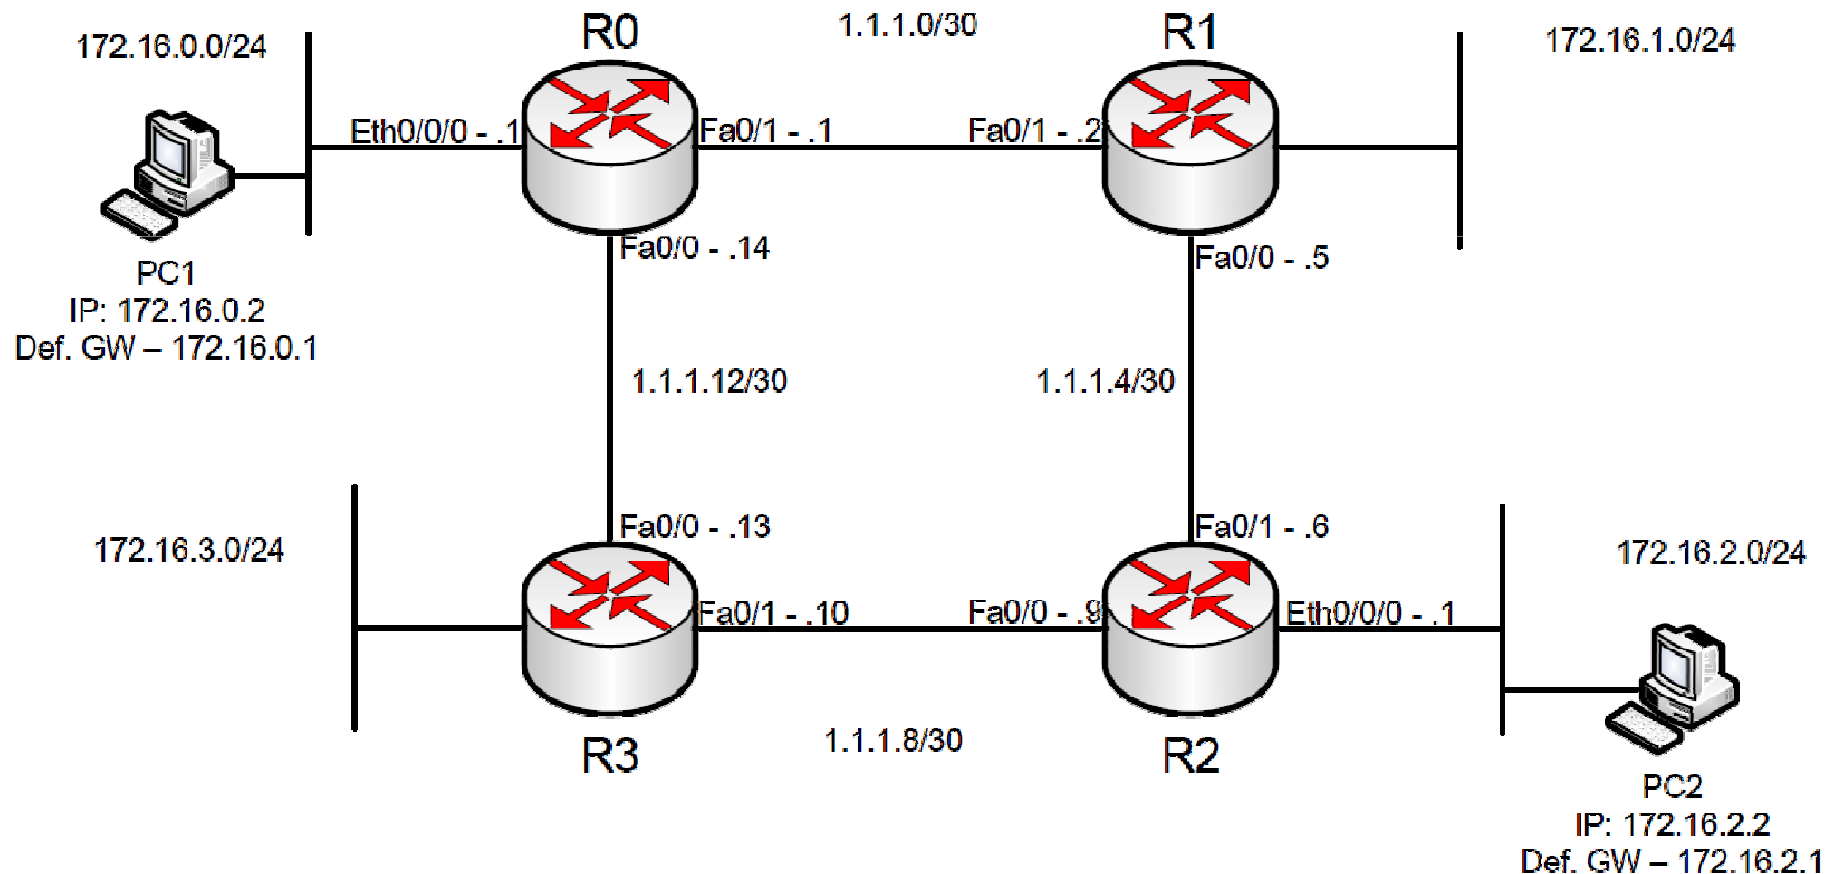 R0
1.1.1.0/30
R1
172.16.0.0/24
172.16.1.0/24
Eth0/0/0 - .1
Fa0/1 - .1
Fa0/1 - .2
Fa0/0 - .14
Fa0/0 - .5
PC1
IP: 172.16.0.2
Def. GW – 172.16.0.1
1.1.1.12/30
1.1.1.4/30
Fa0/0 - .13
Fa0/1 - .6
172.16.3.0/24
172.16.2.0/24
Fa0/1 - .10
Fa0/0 - .9
Eth0/0/0 - .1
R3
1.1.1.8/30
R2
PC2
IP: 172.16.2.2
Def. GW – 172.16.2.1